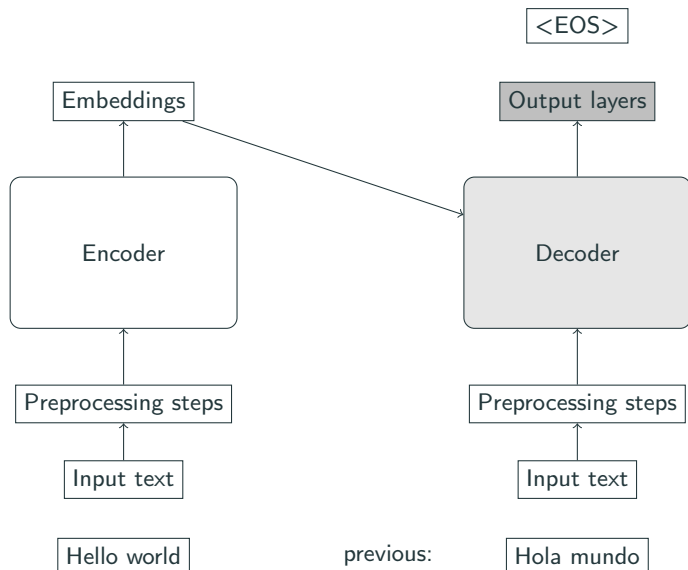 <EOS>
Embeddings
Output layers
Encoder
Decoder
Preprocessing steps
Preprocessing steps
Input text
Input text
Hello world
previous:
Hola mundo